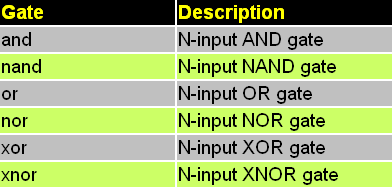 Gate Description
and N-input AND gate
nand N-input NAND gate
or N-input OR gate
nor N-input NOR gate
xor N-input XOR gate
xnor N-input XNOR gate